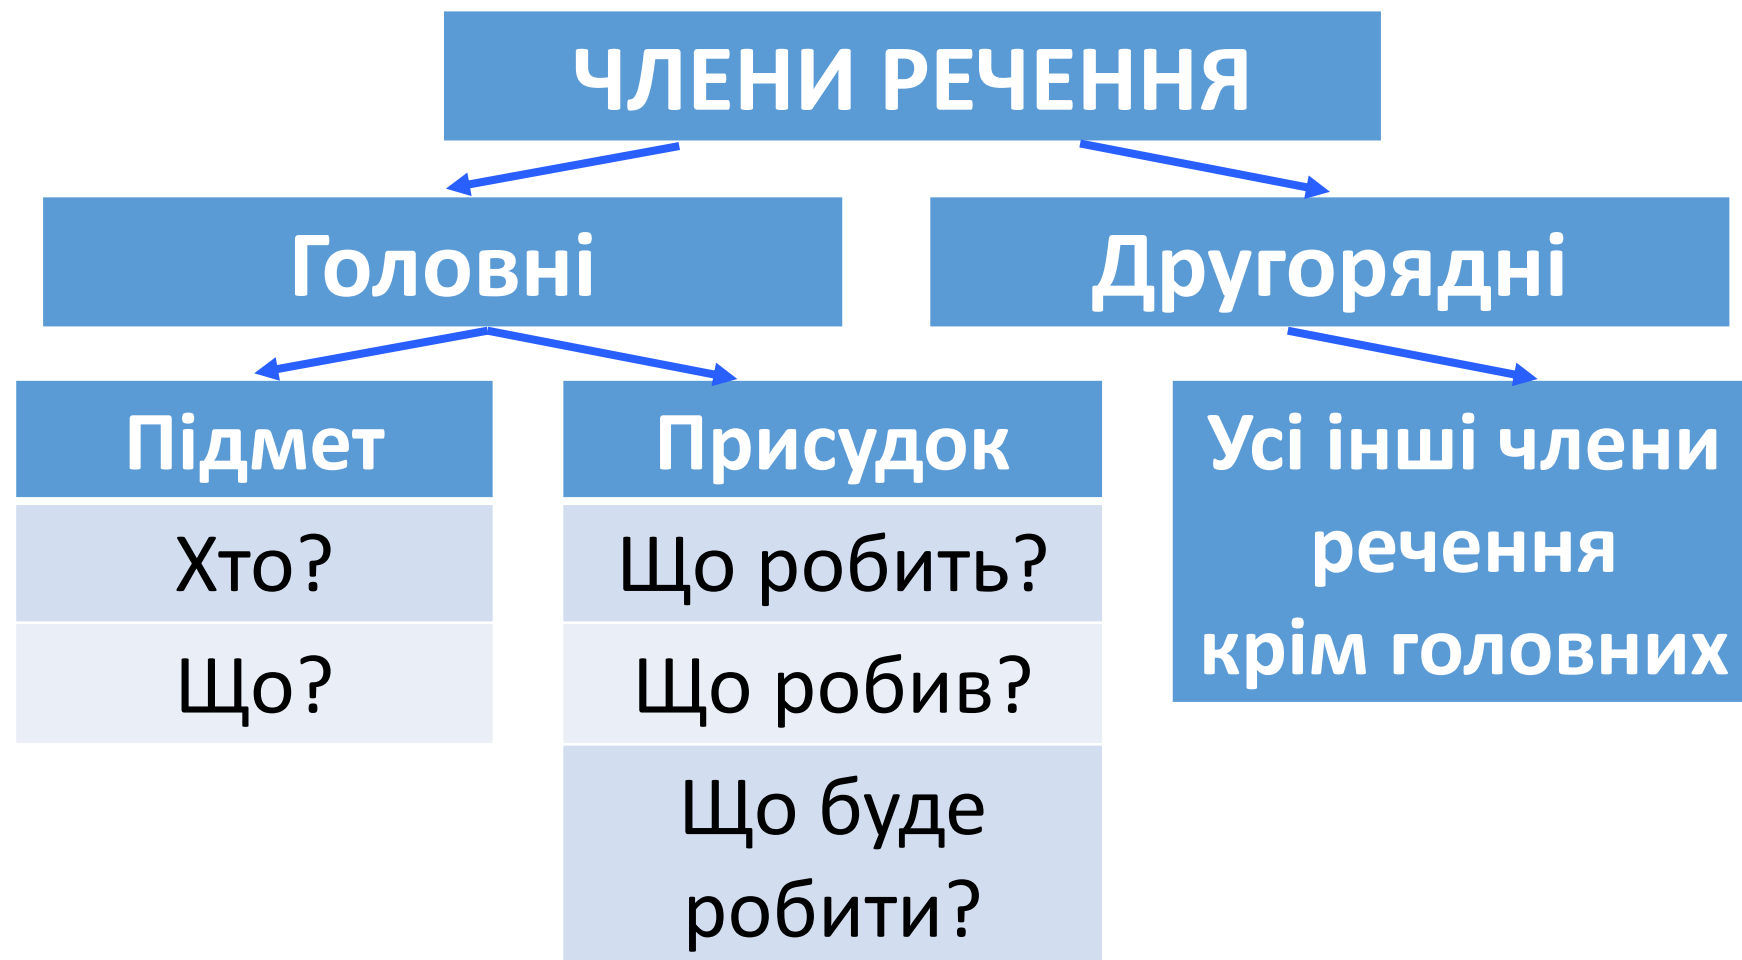 ЧЛЕНИ РЕЧЕННЯ
Головні
Другорядні
Підмет
Хто?
Що?
Присудок
Що робить?
Що робив?
Що буде
робити?
Усі інші члени
речення
крім головних